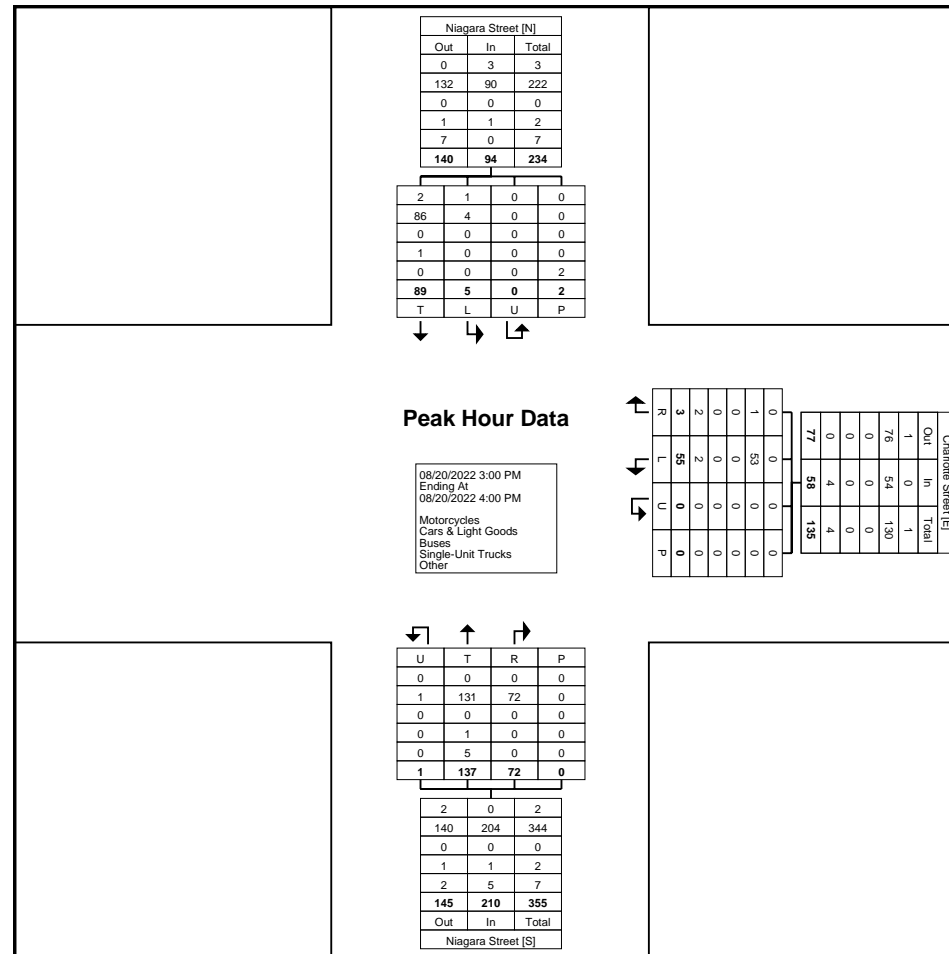 Niagara Street [N]
Out In Total
0 3 3
132 90 222
0 0 0
1 1 2
7 0 7
140 94 234
2 1 0 0
86 4 0 0
0 0 0 0
1 0 0 0
0 0 0 2
89 5 0 2
T L U P
Peak Hour Data
08/20/2022 3:00 PM
Ending At
08/20/2022 4:00 PM
Motorcycles
Cars & Light Goods
Buses
Single-Unit Trucks
Other
Charlotte Street [E]
Out In Total
1 0 1
76 54 130
0 0 0
0 0 0
0 4 4
77 58 135
0 0 0 0
1 53 0 0
0 0 0 0
0 0 0 0
2 2 0 0
3 55 0 0
R L U P
U T R P
0 0 0 0
1 131 72 0
0 0 0 0
0 1 0 0
0 5 0 0
1 137 72 0
2 0 2
140 204 344
0 0 0
1 1 2
2 5 7
145 210 355
Out In Total
Niagara Street [S]